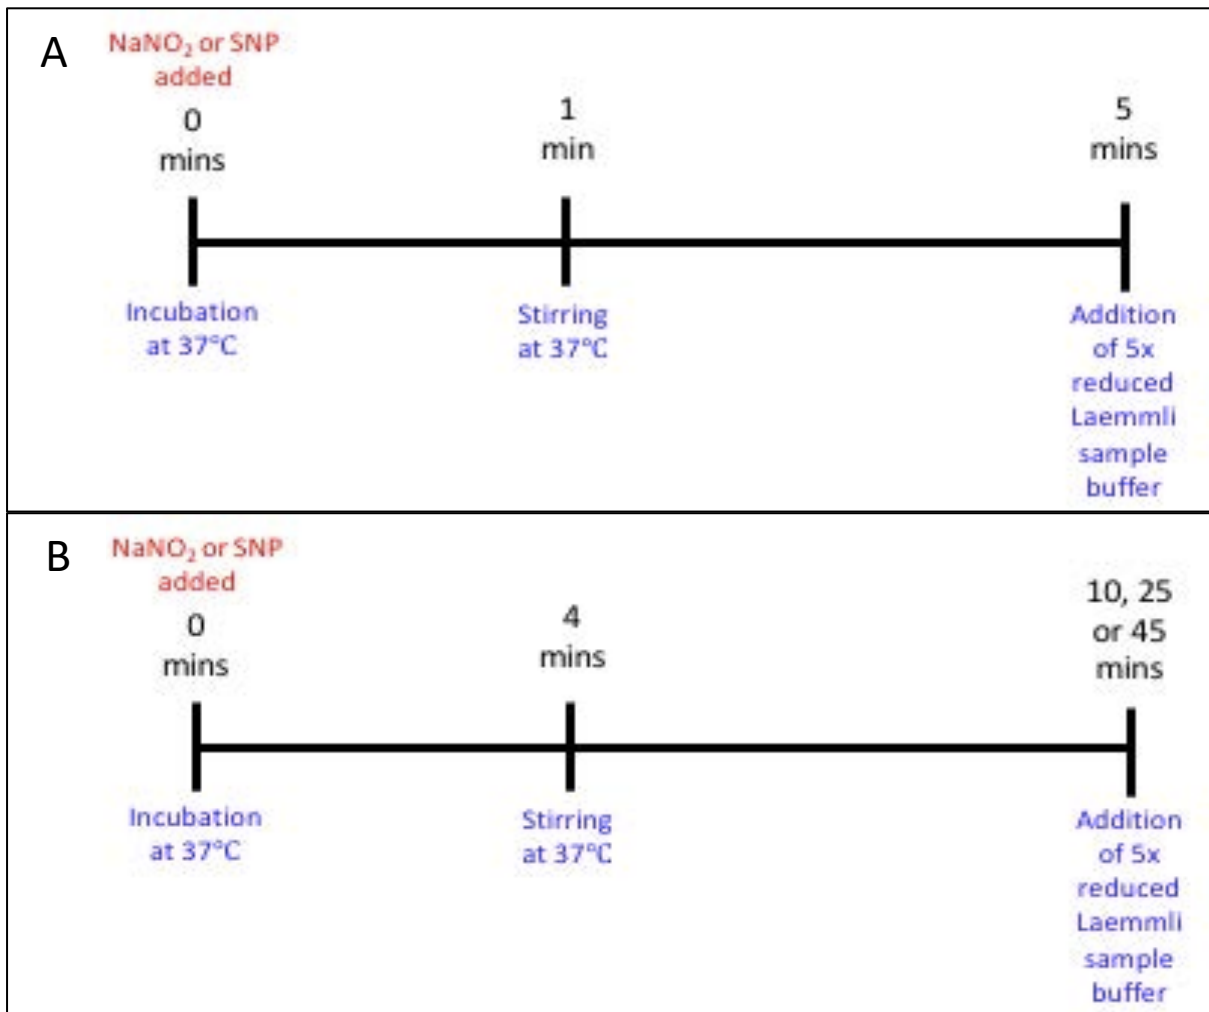 A
NaNO₂ or SNP
added
0
mins
1
min
5
mins
Incubation
at 37°C
Stirring
at 37°C
Addition
of 5x
reduced
Laemmli
sample
buffer
B
NaNO₂ or SNP
added
0
mins
4
mins
10, 25
or 45
mins
Incubation
at 37°C
Stirring
at 37°C
Addition
of 5x
reduced
Laemmli
sample
buffer